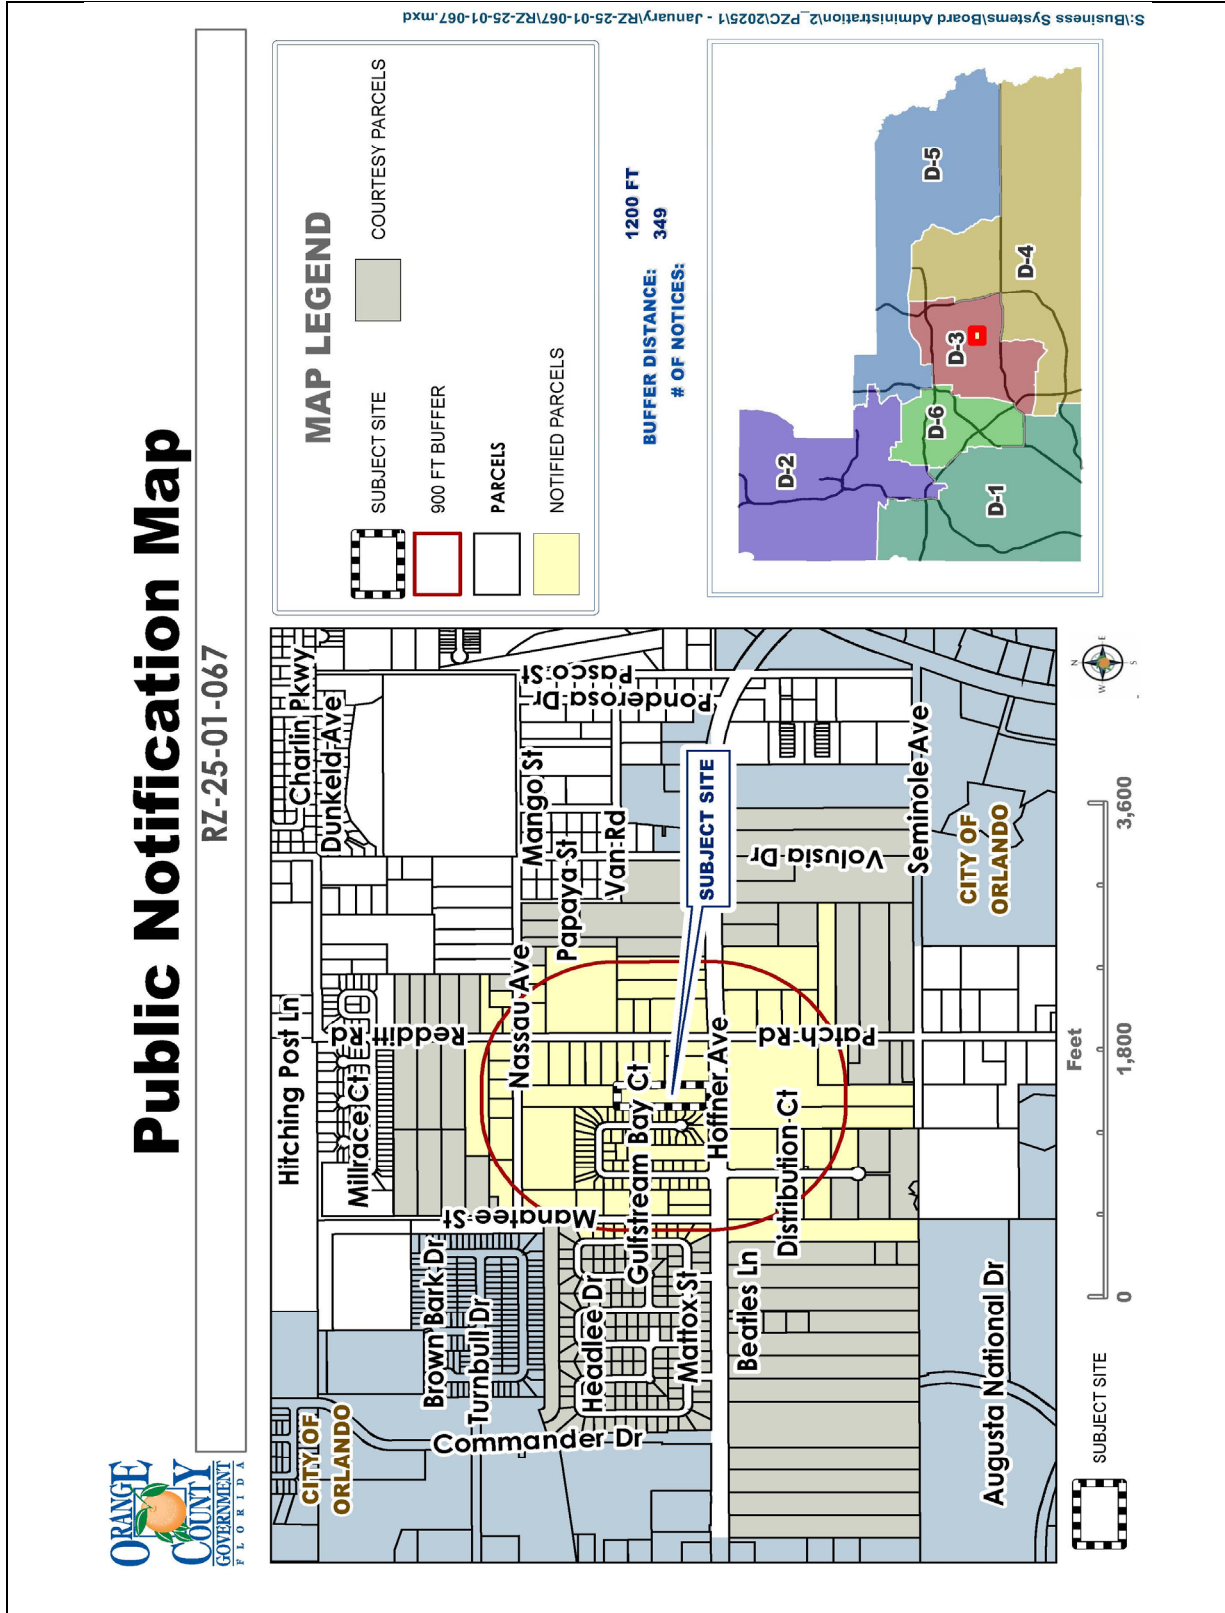 Public Notification Map
RZ-25-01-067
ORANGE
COUNTY
GOVERNMENT
FLORIDA
MAP LEGEND
SUBJECT SITE
COURTESY PARCELS
900 FT BUFFER
PARCELS
NOTIFIED PARCELS
BUFFER DISTANCE: 1200 FT
# OF NOTICES: 349
D-2
D-5
D-6
D-3
D-4
D-1
CITY OF
ORLANDO
Hitching Post Ln
Charlin Pkwy
Dunkeld Ave
Millrace Ct
Redditt Rd
Brown Bark Dr
Turnbull Dr
Commander Dr
Manatee St
Nassau Ave
Mango St
Papaya St
Van Rd
Pasco St
Ponderosa Dr
Headlee Dr
Gulfstream Bay Ct
Mattox St
SUBJECT SITE
Hoffner Ave
Beatles Ln
Distribution Ct
Patch Rd
Volusia Dr
Seminole Ave
CITY OF
ORLANDO
Augusta National Dr
SUBJECT SITE
Feet
0
1,800
3,600
N
W
E
S
S:\Business Systems\Board Administration\2_PZC\2025\1 - January\RZ-25-01-067\RZ-25-01-067.mxd